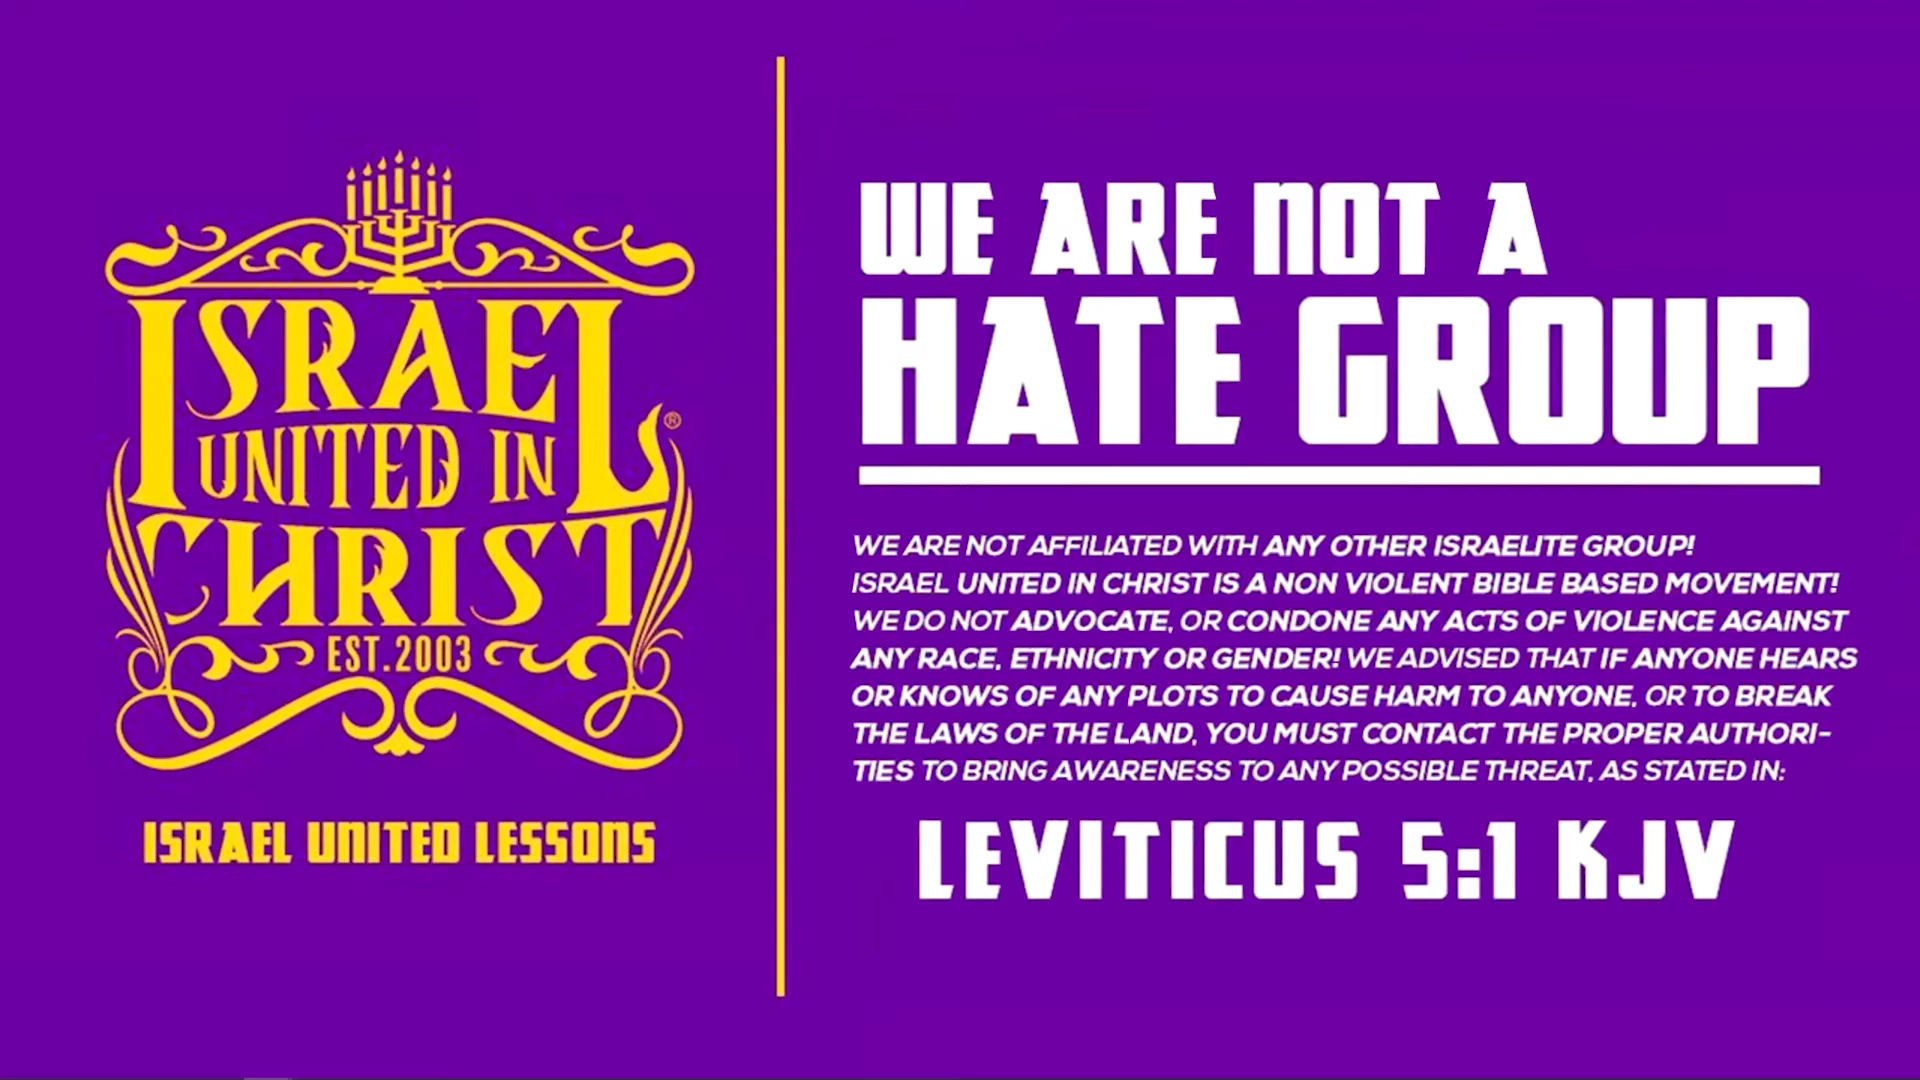 ISRAEL
UNITED IN
CHRIST
®
EST.2003
ISRAEL UNITED LESSONS
WE ARE NOT A
HATE GROUP
WE ARE NOT AFFILIATED WITH ANY OTHER ISRAELITE GROUP!
ISRAEL UNITED IN CHRIST IS A NON VIOLENT BIBLE BASED MOVEMENT!
WE DO NOT ADVOCATE, OR CONDONE ANY ACTS OF VIOLENCE AGAINST
ANY RACE, ETHNICITY OR GENDER! WE ADVISED THAT IF ANYONE HEARS
OR KNOWS OF ANY PLOTS TO CAUSE HARM TO ANYONE, OR TO BREAK
THE LAWS OF THE LAND, YOU MUST CONTACT THE PROPER AUTHORI-
TIES TO BRING AWARENESS TO ANY POSSIBLE THREAT, AS STATED IN:
LEVITICUS 5:1 KJV